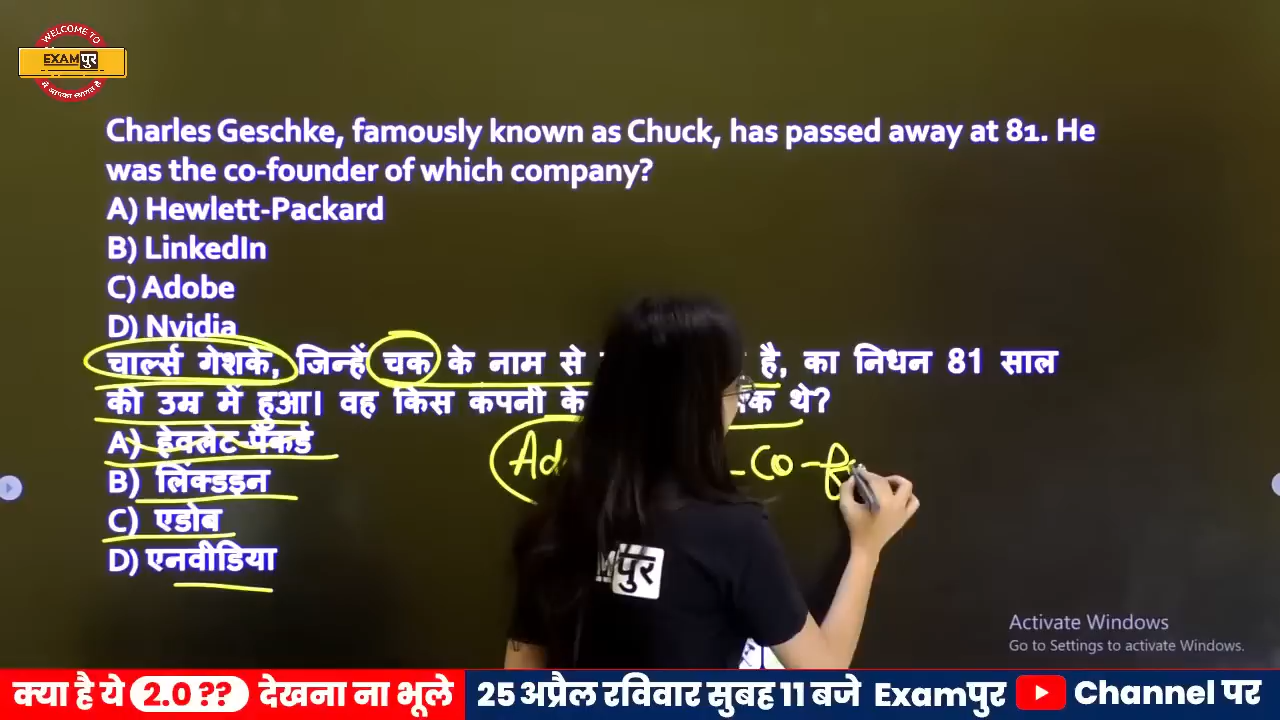 WELCOME TO
EXAMपुर
में आपका स्वागत है
Charles Geschke, famously known as Chuck, has passed away at 81. He
was the co-founder of which company?
A) Hewlett-Packard
B) LinkedIn
C) Adobe
D) Nvidia
चार्ल्स गेशके, जिन्हें चक के नाम से है, का निधन 81 साल
की उम्र में हुआ। वह किस कंपनी के थे?
A) हेवलेट पैकर्ड
B) लिंक्डइन
C) एडोब
D) एनवीडिया
Co-
पुर
Activate Windows
Go to Settings to activate Windows.
क्या है ये 2.0 ?? देखना ना भूले 25 अप्रैल रविवार सुबह 11 बजे Examपुर Channel पर